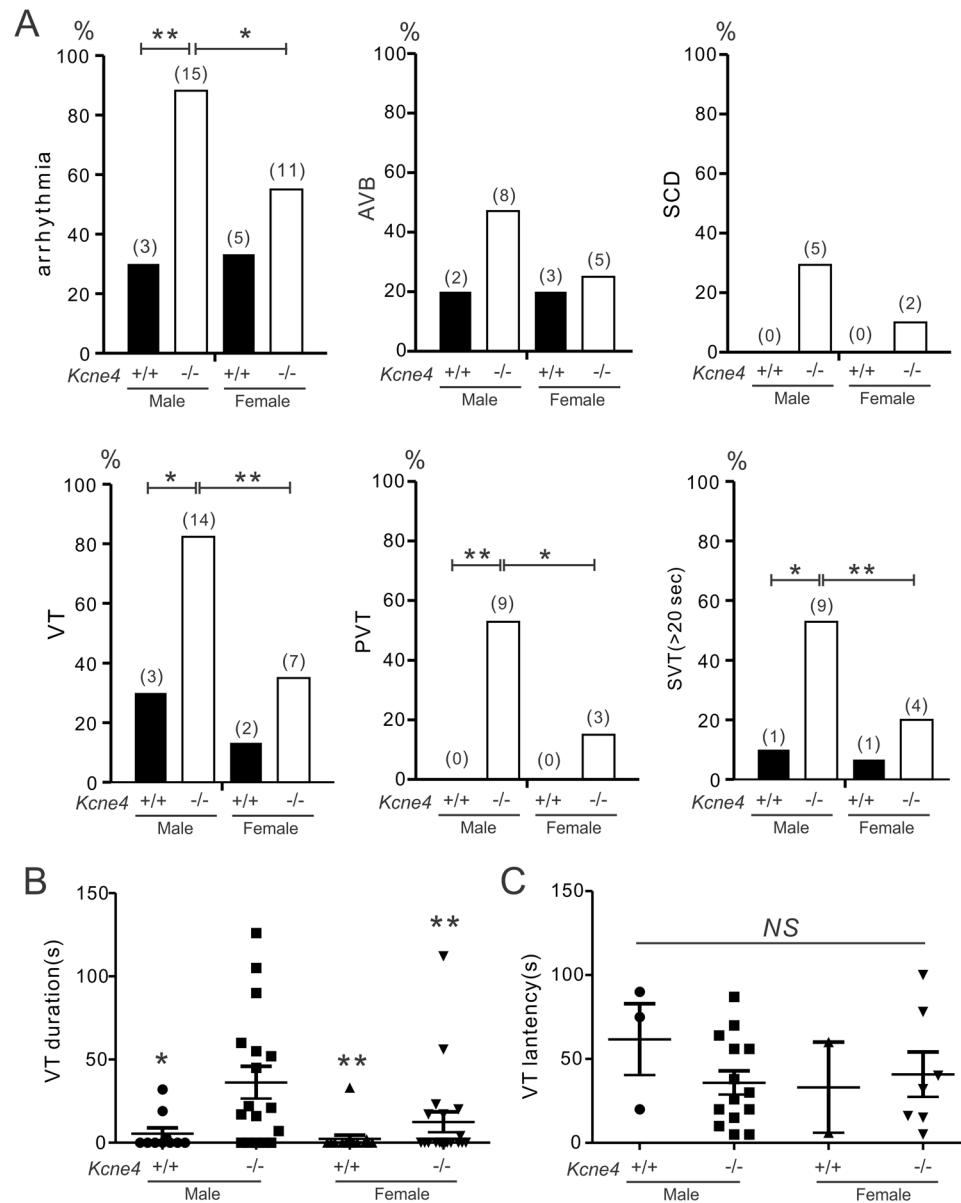 A
%
** *
100
80
60
40
20
0
arrhythmia
(3) (15) (5) (11)
Kcne4 +/+ -/- +/+ -/-
Male Female
%
100
80
60
40
20
0
AVB
(2) (8) (3) (5)
+/+ -/- +/+ -/-
Male Female
%
100
80
60
40
20
0
SCD
(0) (5) (0) (2)
Kcne4 +/+ -/- +/+ -/-
Male Female
%
* **
100
80
60
40
20
0
VT
(3) (14) (2) (7)
Kcne4 +/+ -/- +/+ -/-
Male Female
%
100
80
60
40
20
0
PVT
** *
(0) (9) (0) (3)
Kcne4 +/+ -/- +/+ -/-
Male Female
%
100
80
60
40
20
0
SVT(>20 sec)
* **
(1) (9) (1) (4)
Kcne4 +/+ -/- +/+ -/-
Male Female
B
150
100
50
0
VT duration(s)
* ** **
Kcne4 +/+ -/- +/+ -/-
Male Female
C
150
100
50
0
VT lantency(s)
NS
Kcne4 +/+ -/- +/+ -/-
Male Female